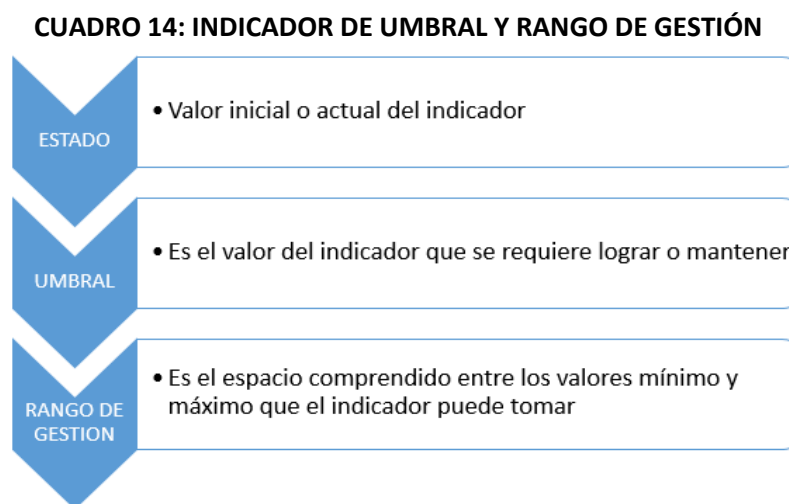 CUADRO 14: INDICADOR DE UMBRAL Y RANGO DE GESTIÓN
ESTADO
• Valor inicial o actual del indicador
UMBRAL
• Es el valor del indicador que se requiere lograr o mantener
RANGO DE
GESTION
• Es el espacio comprendido entre los valores mínimo y
máximo que el indicador puede tomar